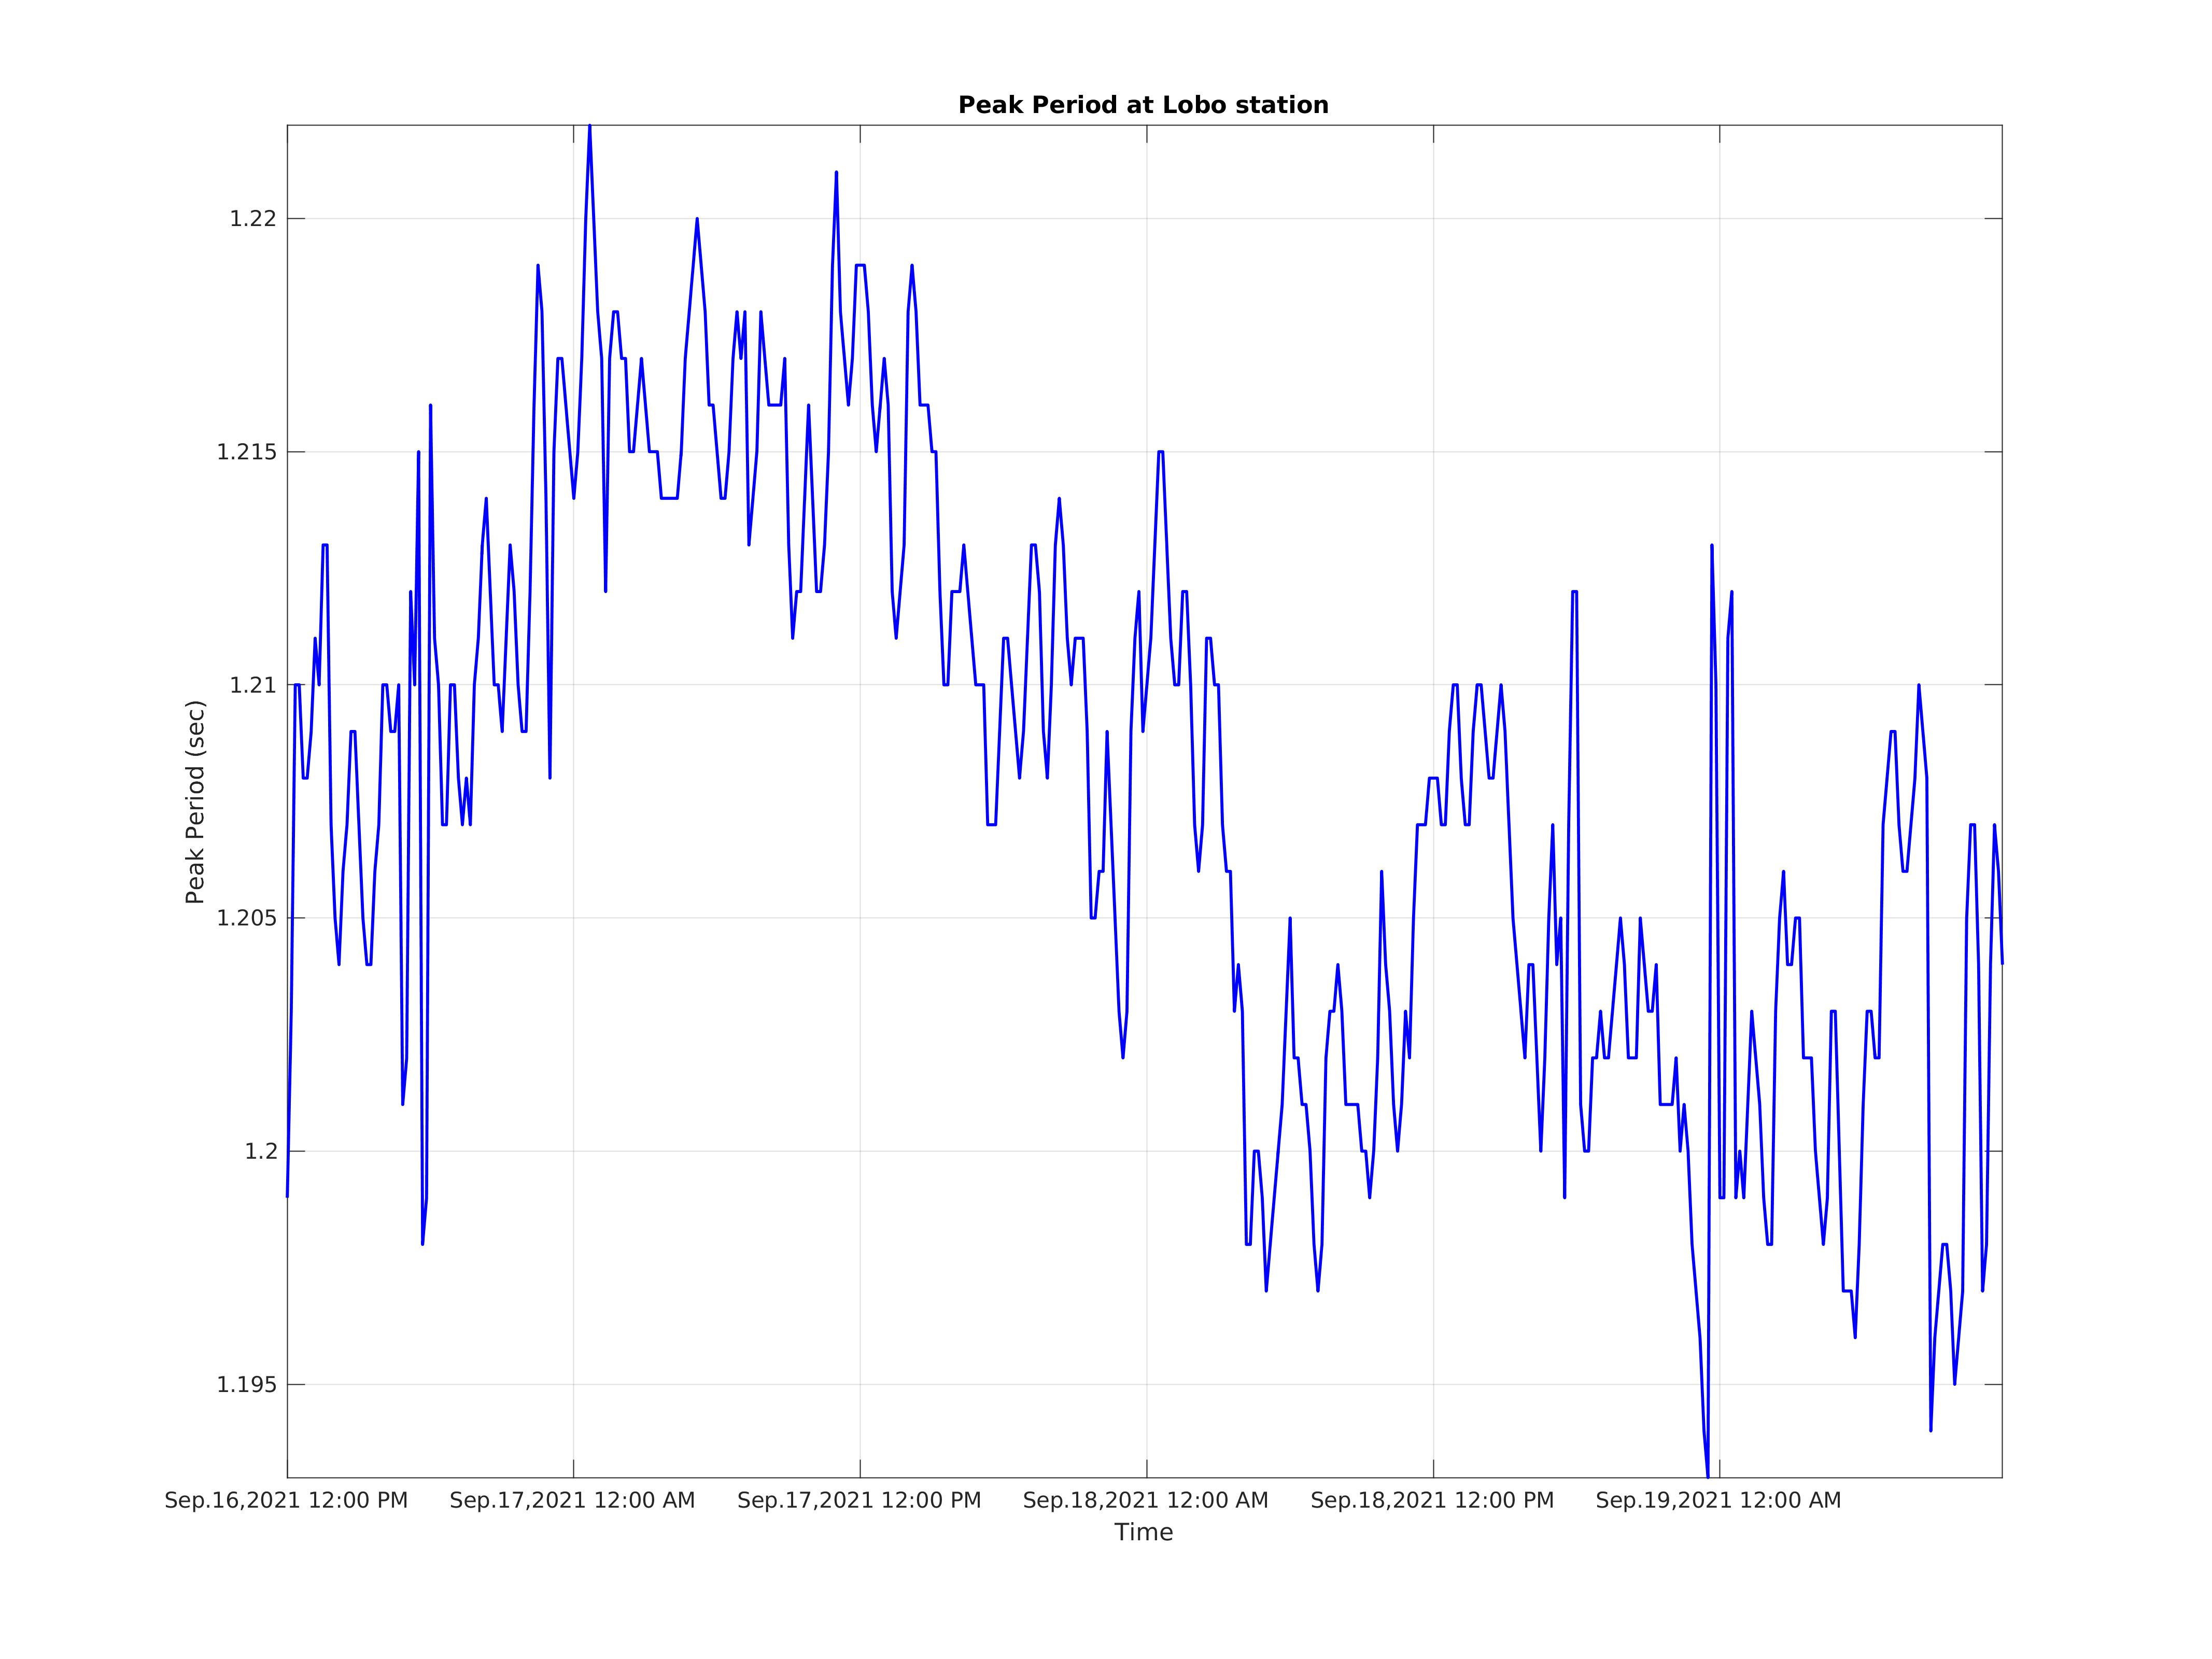 Peak Period at Lobo station
1.22
1.215
1.21
1.205
1.2
1.195
Peak Period (sec)
Sep.16,2021 12:00 PM
Sep.17,2021 12:00 AM
Sep.17,2021 12:00 PM
Sep.18,2021 12:00 AM
Sep.18,2021 12:00 PM
Sep.19,2021 12:00 AM
Time